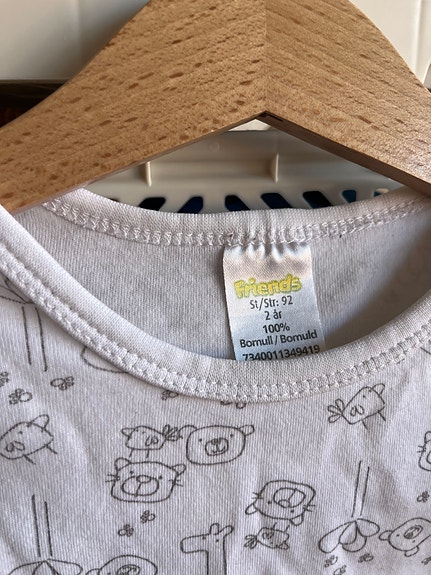 Friends
St/Str: 92
2 år
100%
Bomull / Bomuld
7340011349419